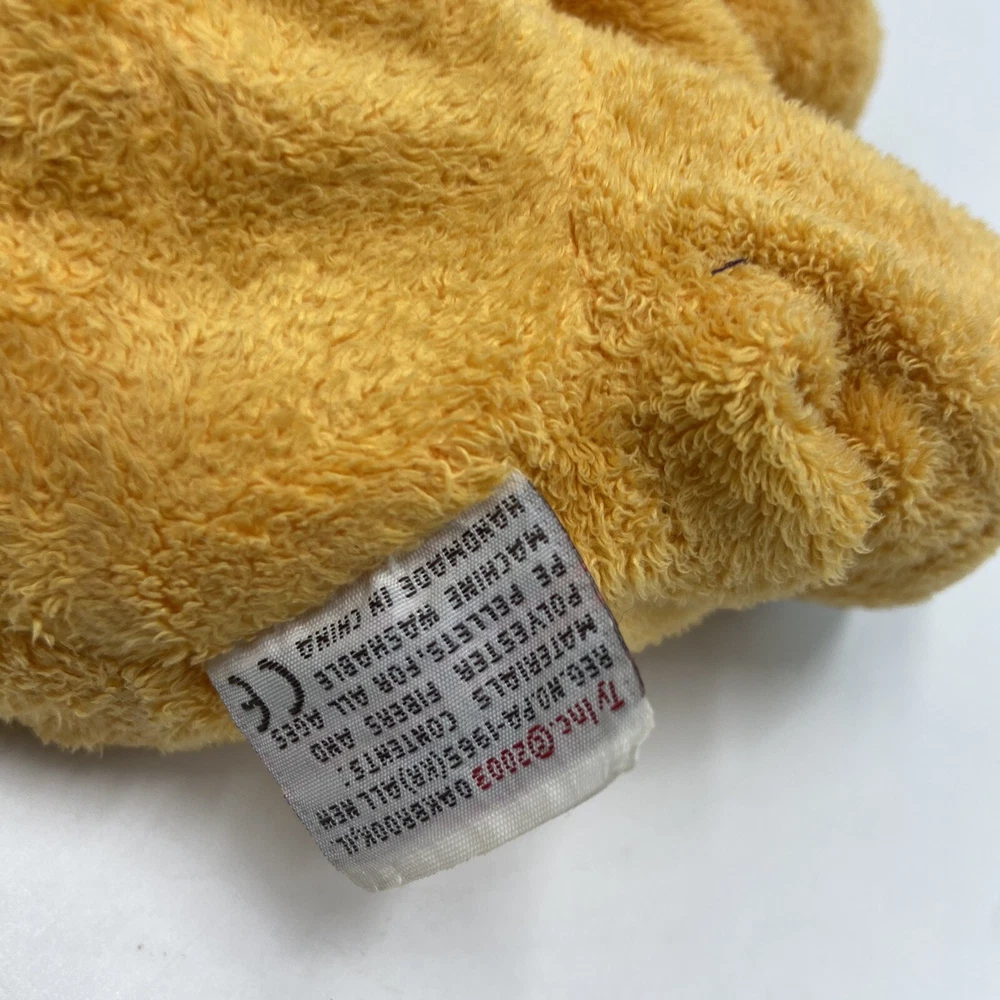 Ty Inc.©2003 OAKBROOK,IL.
REG.NO.PA-1965(KR)ALL NEW
MATERIALS CONTENTS:
POLYESTER FIBERS AND
PE PELLETS.FOR ALL AGES
MACHINE WASHABLE
HANDMADE IN CHINA
CE